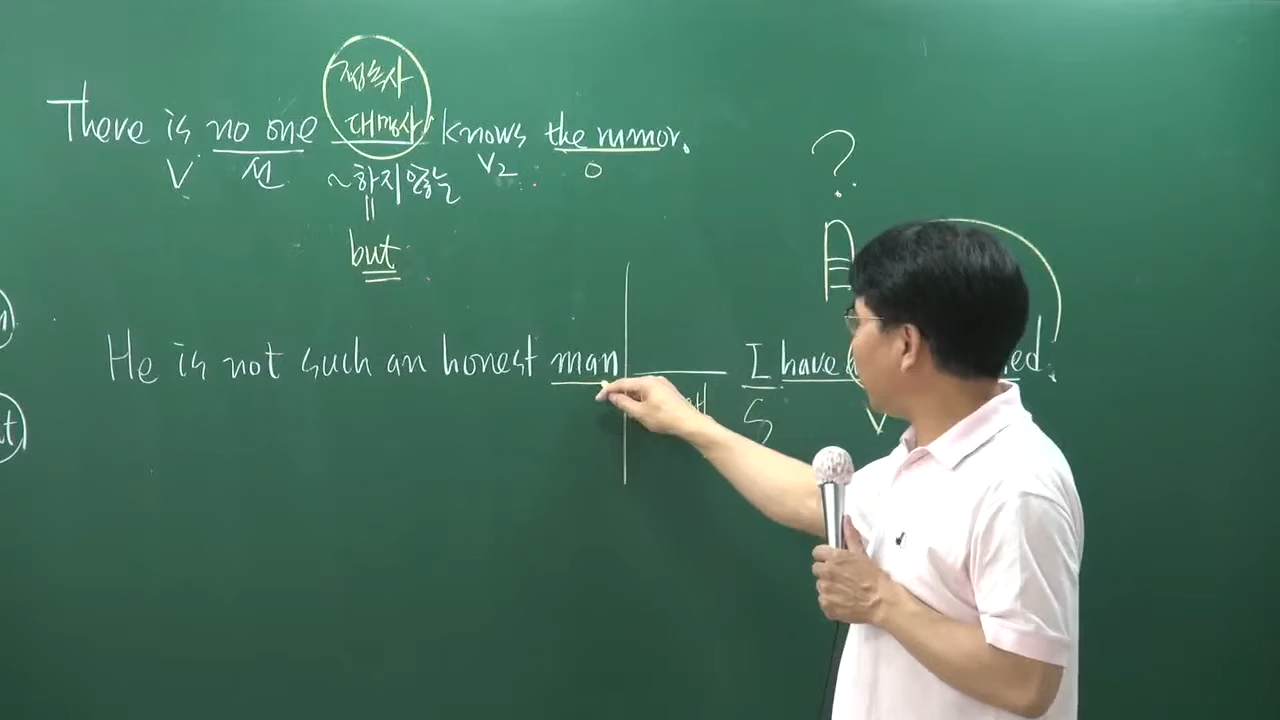 접속사
대명사
There is no one knows the rumor.
V 선 ~하지 않는 V2 O
||
but
?
He is not such an honest man I have ed.
S V